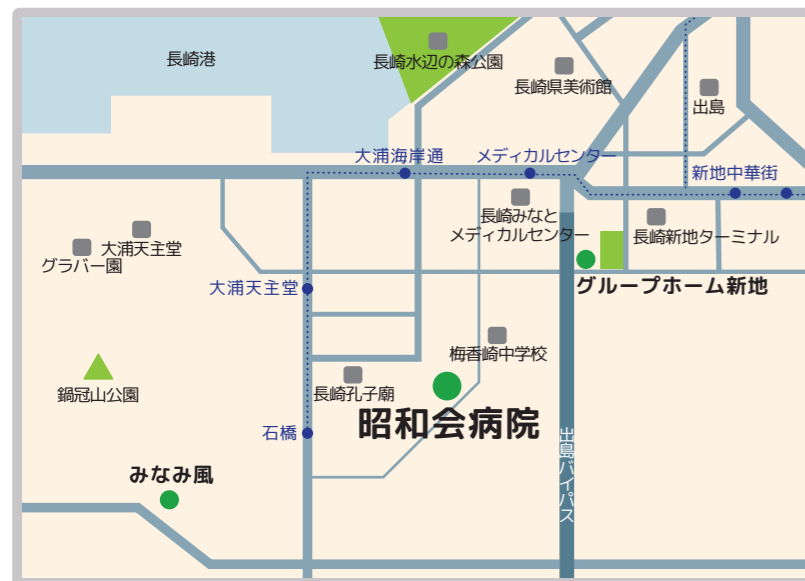 長崎港
長崎水辺の森公園
長崎県美術館
出島
大浦海岸通
メディカルセンター
新地中華街
長崎みなと
メディカルセンター
長崎新地ターミナル
大浦天主堂
グラバー園
大浦天主堂
グループホーム新地
梅香崎中学校
鍋冠山公園
長崎孔子廟
昭和会病院
石橋
出島バイパス
みなみ風